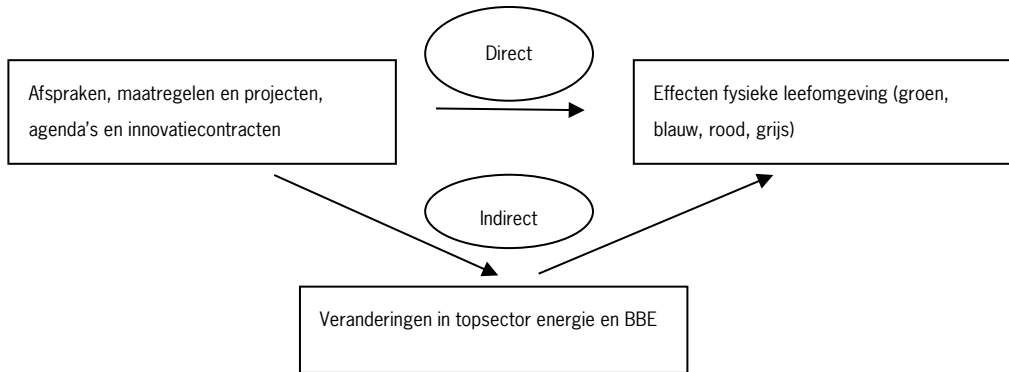 Direct
Afspraken, maatregelen en projecten,
agenda's en innovatiecontracten
Effecten fysieke leefomgeving (groen,
blauw, rood, grijs)
Indirect
Veranderingen in topsector energie en BBE